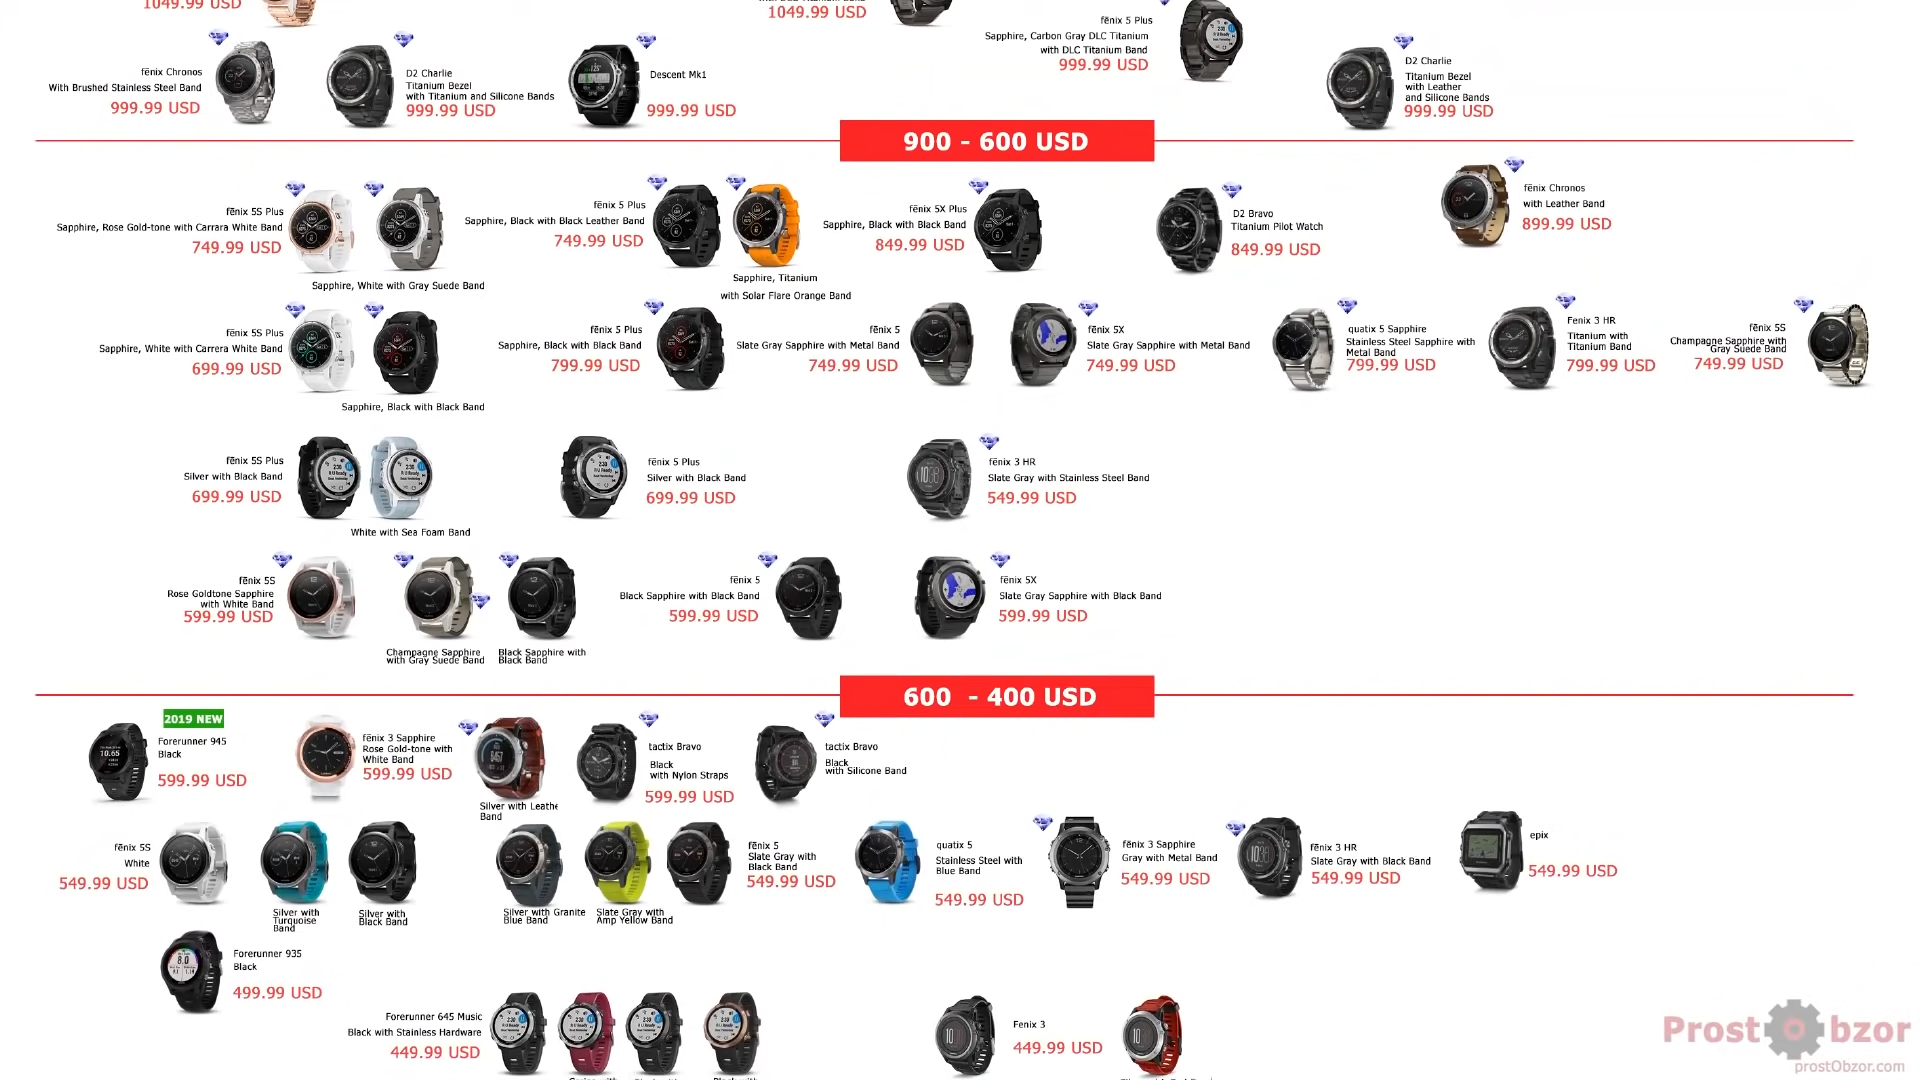 1049.99 USD
1049.99 USD
fēnix 5 Plus
Sapphire, Carbon Gray DLC Titanium
with DLC Titanium Band
999.99 USD
fēnix Chronos
With Brushed Stainless Steel Band
999.99 USD
D2 Charlie
Titanium Bezel
with Titanium and Silicone Bands
999.99 USD
Descent Mk1
999.99 USD
D2 Charlie
Titanium Bezel
with Leather
and Silicone Bands
999.99 USD
900 - 600 USD
fēnix 5S Plus
Sapphire, Rose Gold-tone with Carrara White Band
749.99 USD
Sapphire, White with Gray Suede Band
fēnix 5 Plus
Sapphire, Black with Black Leather Band
749.99 USD
Sapphire, Titanium
with Solar Flare Orange Band
fēnix 5X Plus
Sapphire, Black with Black Band
849.99 USD
D2 Bravo
Titanium Pilot Watch
849.99 USD
fēnix Chronos
with Leather Band
899.99 USD
fēnix 5S Plus
Sapphire, White with Carrera White Band
699.99 USD
Sapphire, Black with Black Band
fēnix 5 Plus
Sapphire, Black with Black Band
799.99 USD
fēnix 5
Slate Gray Sapphire with Metal Band
749.99 USD
fēnix 5X
Slate Gray Sapphire with Metal Band
749.99 USD
quatix 5 Sapphire
Stainless Steel Sapphire with
Metal Band
799.99 USD
Fenix 3 HR
Titanium with
Titanium Band
799.99 USD
fēnix 5S
Champagne Sapphire with
Gray Suede Band
749.99 USD
fēnix 5S Plus
Silver with Black Band
699.99 USD
White with Sea Foam Band
fēnix 5 Plus
Silver with Black Band
699.99 USD
fēnix 3 HR
Slate Gray with Stainless Steel Band
549.99 USD
fēnix 5S
Rose Goldtone Sapphire
with White Band
599.99 USD
Champagne Sapphire
with Gray Suede Band
Black Sapphire with
Black Band
fēnix 5
Black Sapphire with Black Band
599.99 USD
fēnix 5X
Slate Gray Sapphire with Black Band
599.99 USD
600 - 400 USD
2019 NEW
Forerunner 945
Black
599.99 USD
fēnix 3 Sapphire
Rose Gold-tone with
White Band
599.99 USD
Silver with Leathe
Band
tactix Bravo
Black
with Nylon Straps
599.99 USD
tactix Bravo
Black
with Silicone Band
fēnix 5S
White
549.99 USD
Silver with
Turquoise
Band
Silver with
Black Band
Silver with Granite
Blue Band
Slate Gray with
Amp Yellow Band
fēnix 5
Slate Gray with
Black Band
549.99 USD
quatix 5
Stainless Steel with
Blue Band
549.99 USD
fēnix 3 Sapphire
Gray with Metal Band
549.99 USD
fēnix 3 HR
Slate Gray with Black Band
549.99 USD
epix
549.99 USD
Forerunner 935
Black
499.99 USD
Forerunner 645 Music
Black with Stainless Hardware
449.99 USD
Fenix 3
449.99 USD
Prost bzor
prostObzor.com